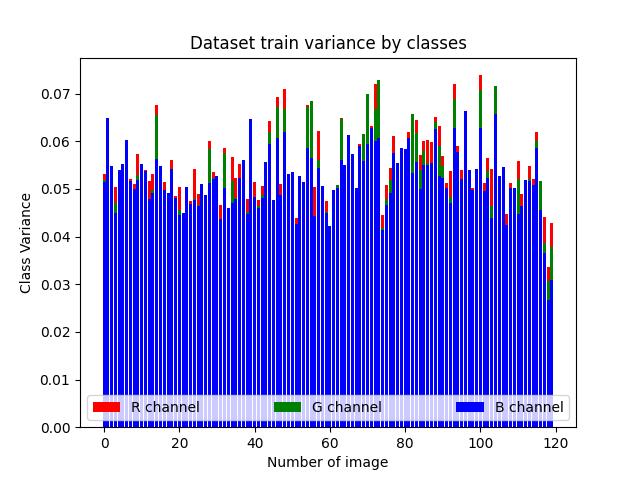 Dataset train variance by classes
Class Variance
0.07
0.06
0.05
0.04
0.03
0.02
0.01
0.00
R channel G channel B channel
0 20 40 60 80 100 120
Number of image